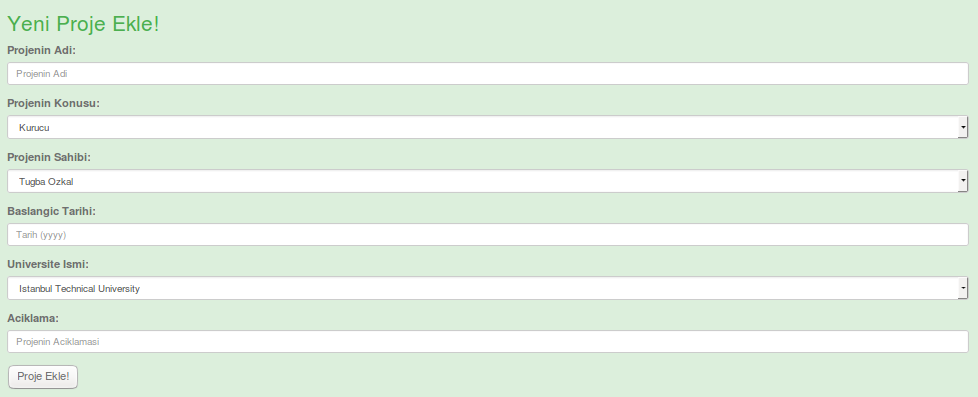 Yeni Proje Ekle!
Projenin Adi:
Projenin Adi
Projenin Konusu:
Kurucu
Projenin Sahibi:
Tugba Ozkal
Baslangic Tarihi:
Tarih (yyyy)
Universite Ismi:
Istanbul Technical University
Aciklama:
Projenin Aciklamasi
Proje Ekle!